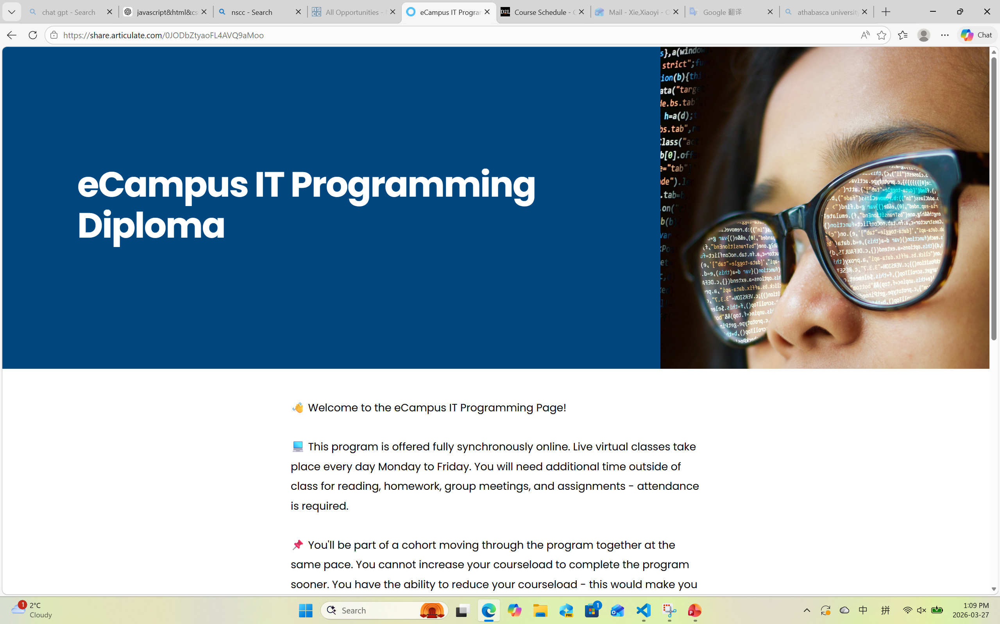 chat gpt - Search
javascript&html&cs
nscc - Search
All Opportunities -
eCampus IT Program
Course Schedule -
Mail - Xie,Xiaoyi - O
Google 翻译
athabasca university
https://share.articulate.com/0JODbZtyaoFL4AVQ9aMoo
Chat
eCampus IT Programming
Diploma
👋 Welcome to the eCampus IT Programming Page!
💻 This program is offered fully synchronously online. Live virtual classes take
place every day Monday to Friday. You will need additional time outside of
class for reading, homework, group meetings, and assignments - attendance
is required.
📌 You'll be part of a cohort moving through the program together at the
same pace. You cannot increase your courseload to complete the program
sooner. You have the ability to reduce your courseload - this would make you
1
2°C
Cloudy
Search
PRE
1
中
拼
1:09 PM
2026-03-27